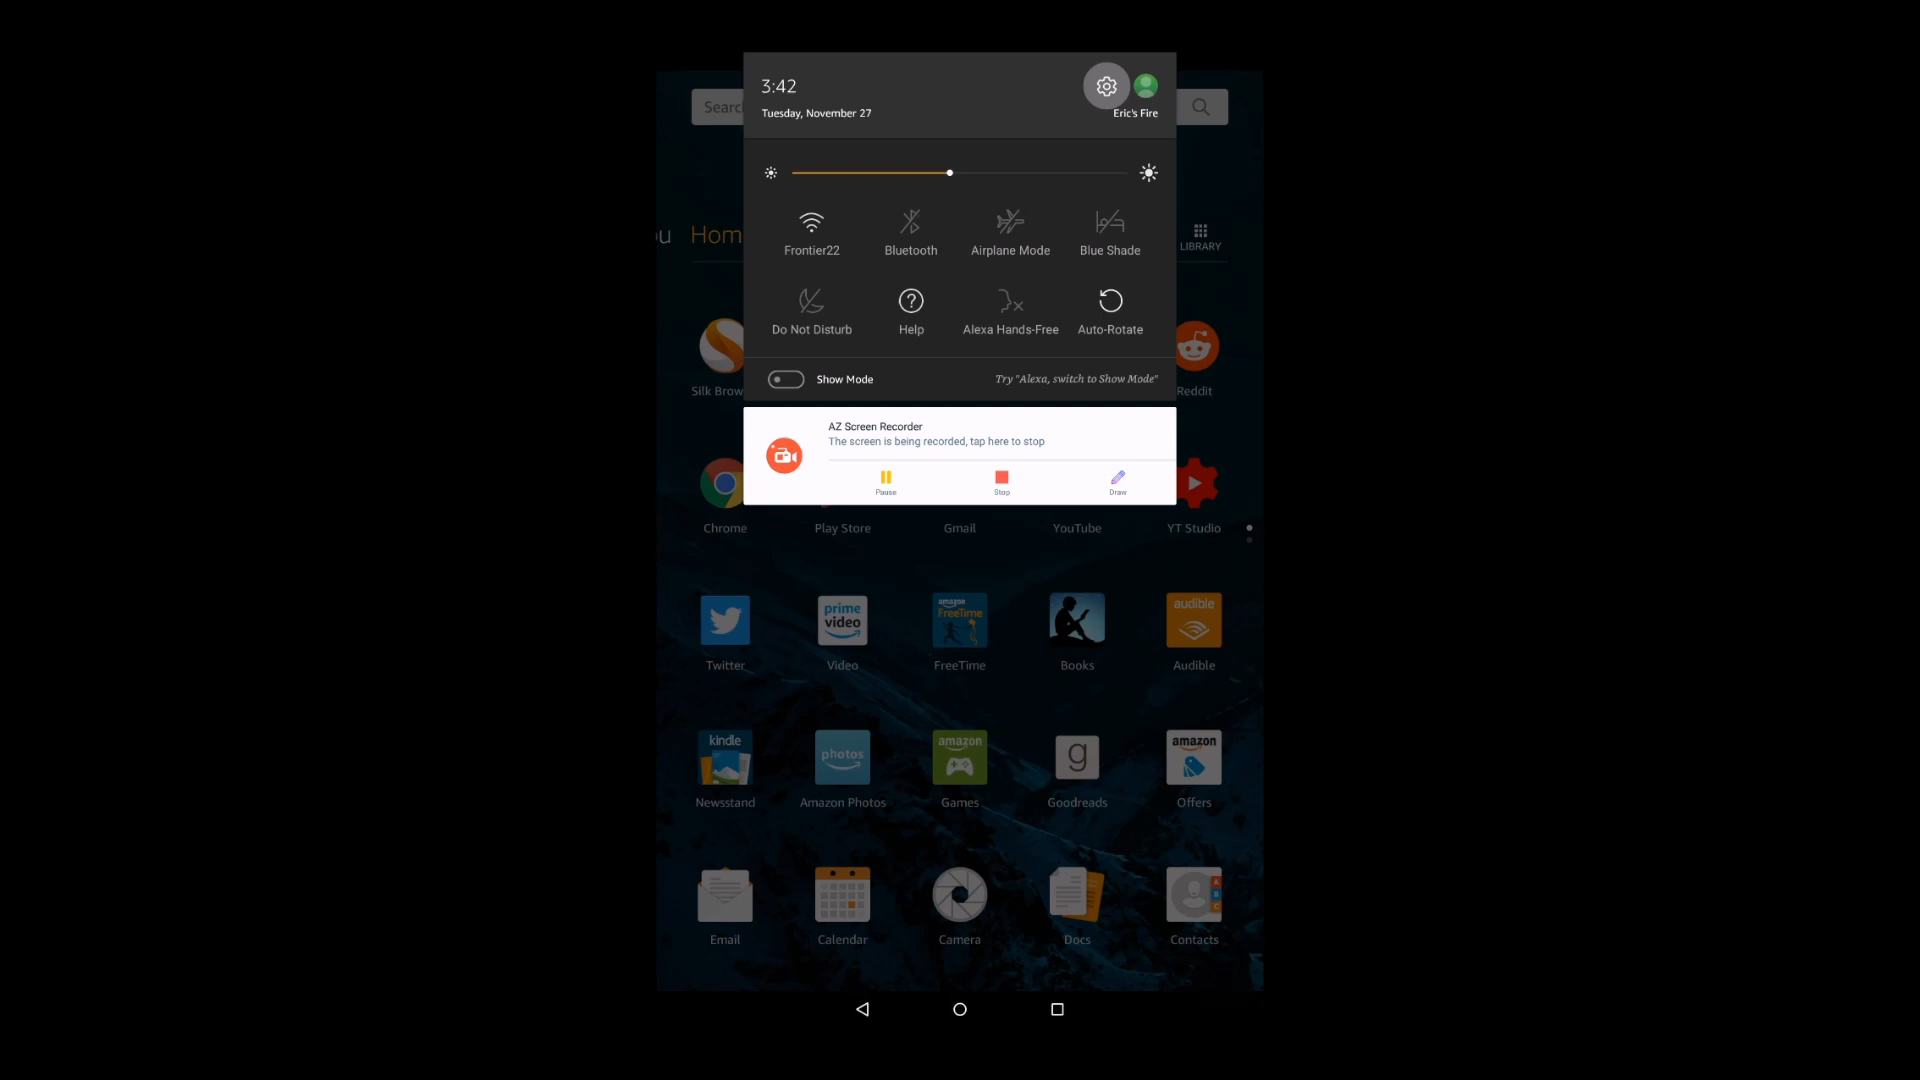 3:42
Tuesday, November 27
Eric's Fire
Searc
u
Hom
LIBRARY
Frontier22
Bluetooth
Airplane Mode
Blue Shade
Do Not Disturb
Help
Alexa Hands-Free
Auto-Rotate
Show Mode
Try "Alexa, switch to Show Mode"
Silk Brow
Reddit
AZ Screen Recorder
The screen is being recorded, tap here to stop
Pause
Stop
Draw
Chrome
Play Store
Gmail
YouTube
YT Studio
prime
video
amazon
FreeTime
audible
Twitter
Video
FreeTime
Books
Audible
kindle
photos
amazon
g
amazon
Newsstand
Amazon Photos
Games
Goodreads
Offers
A
B
C
Email
Calendar
Camera
Docs
Contacts